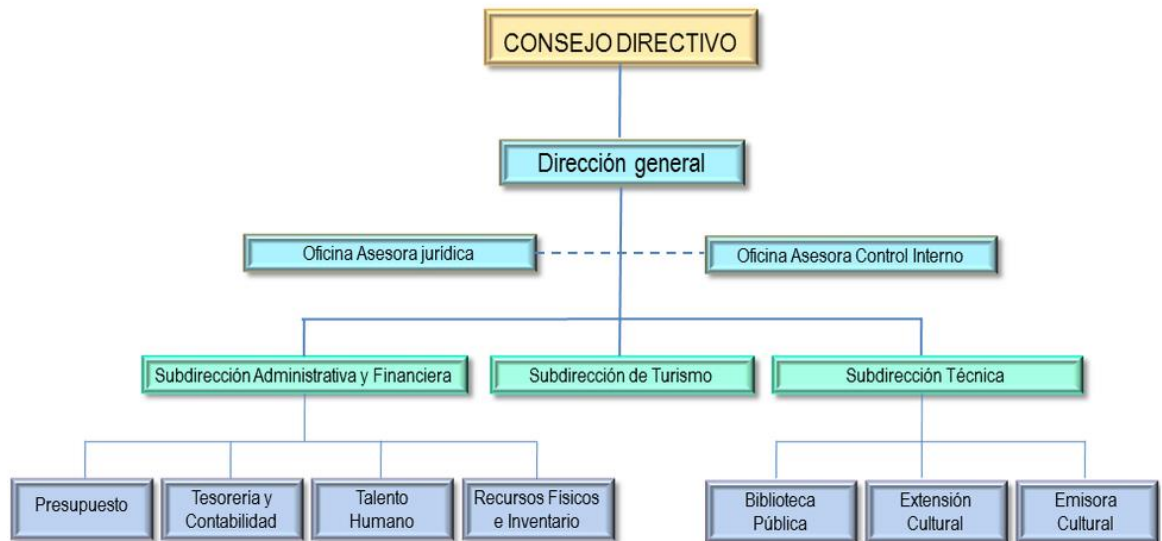 CONSEJO DIRECTIVO
Dirección general
Oficina Asesora jurídica
Oficina Asesora Control Interno
Subdirección Administrativa y Financiera
Subdirección de Turismo
Subdirección Técnica
Presupuesto
Tesorería y
Contabilidad
Talento
Humano
Recursos Físicos
e Inventario
Biblioteca
Pública
Extensión
Cultural
Emisora
Cultural